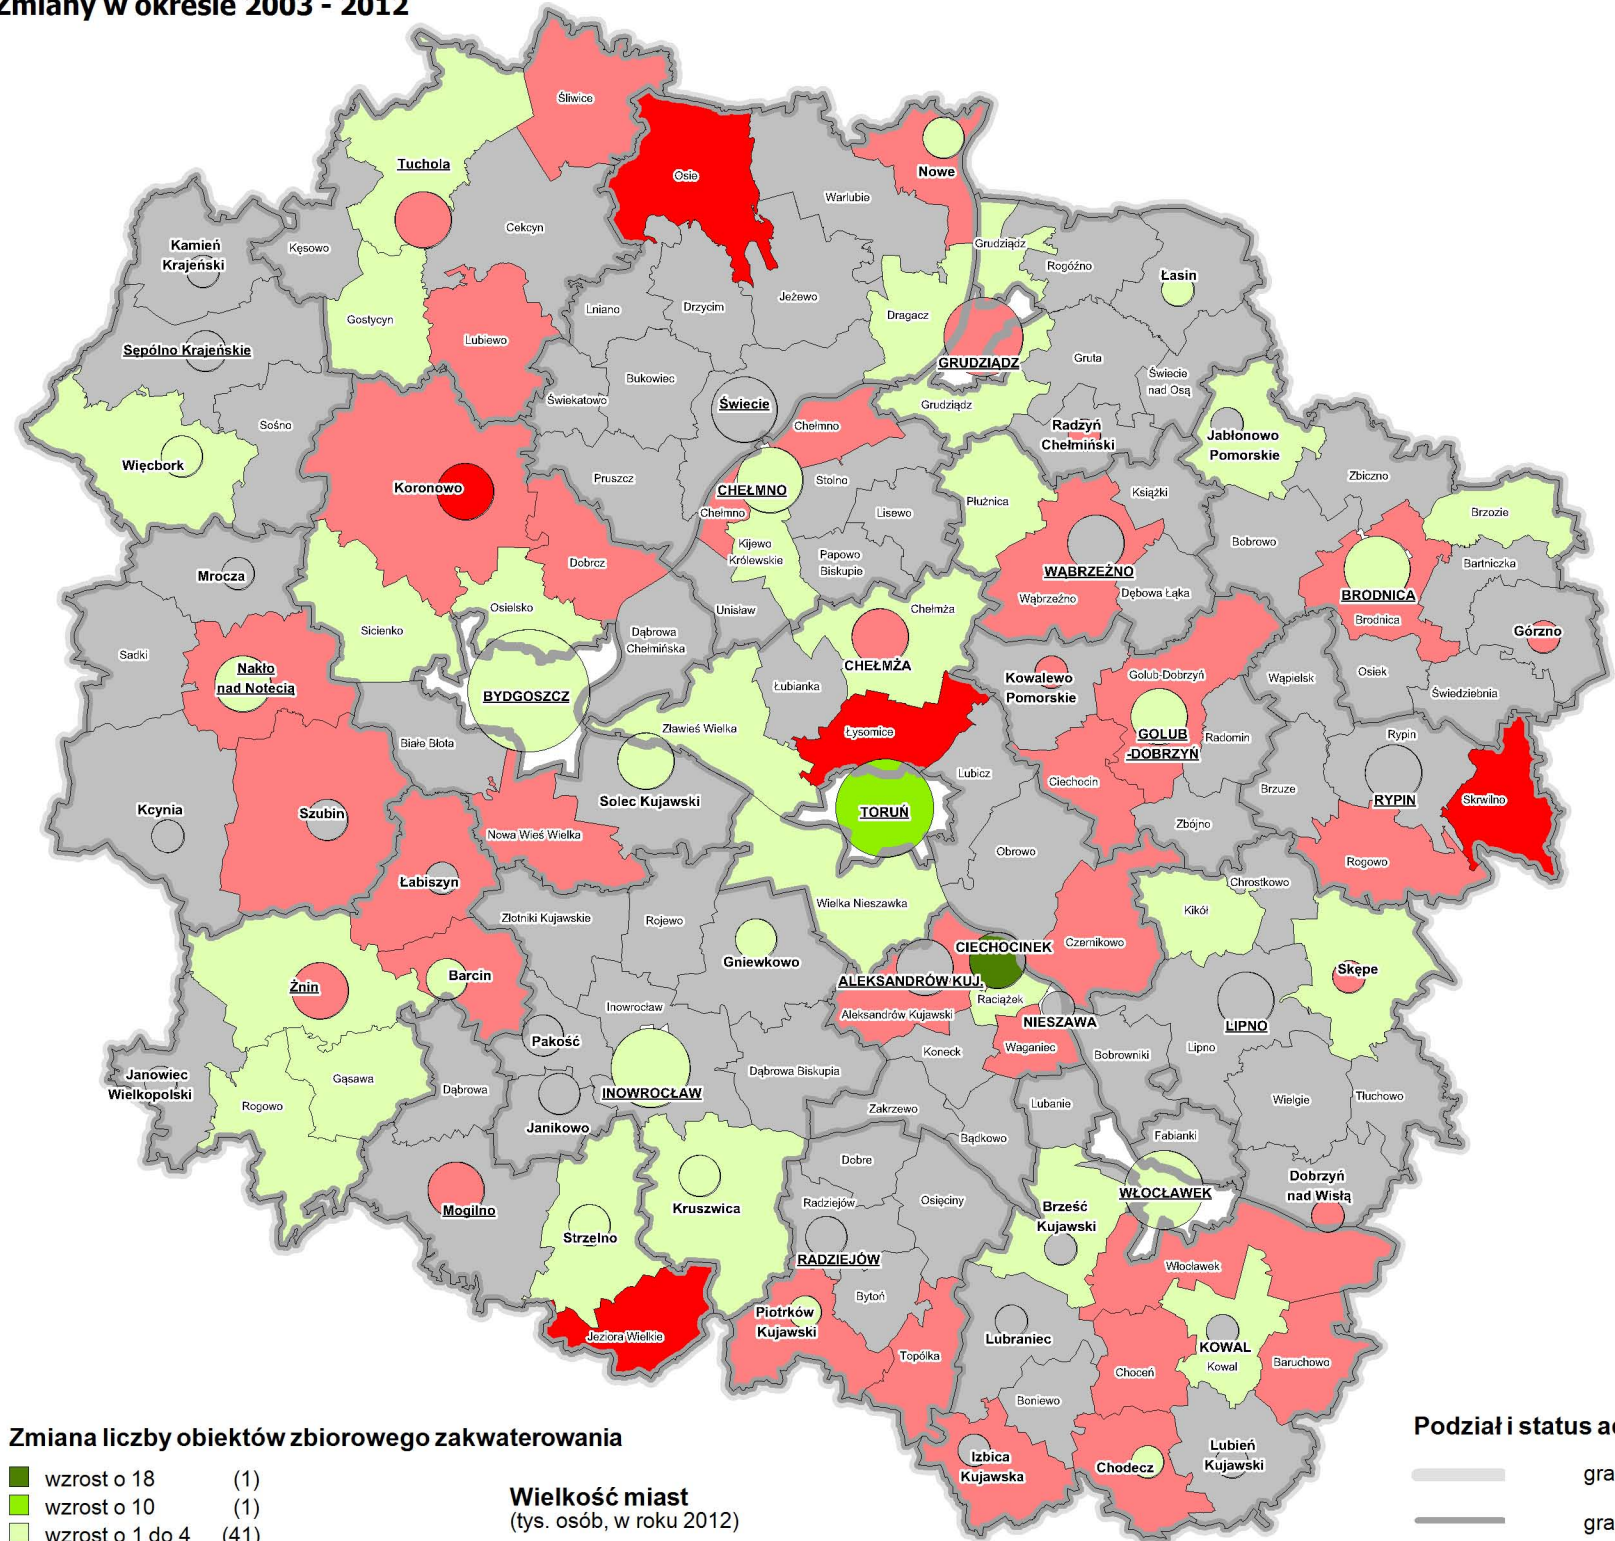 Zmiany w okresie 2003 - 2012
Śliwice
Tuchola
Osie
Nowe
Warlubie
Cekcyn
Kamień
Krajeński
Kęsowo
Grudziądz
Rogóźno
Łasin
Jeżewo
Lniano
Drzycim
Gostycyn
Dragacz
Lubiewo
Sępólno Krajeńskie
GRUDZIĄDZ
Gruta
Świecie
nad Osą
Bukowiec
Świekatowo
Świecie
Grudziądz
Sośno
Chełmno
Radzyń
Chełmiński
Jabłonowo
Pomorskie
Więcbork
Zbiczno
Pruszcz
Stolno
Koronowo
CHEŁMNO
Książki
Płużnica
Lisewo
Chełmno
Brzozie
Bobrowo
Kijewo
Królewskie
Papowo
Biskupie
Dobrcz
Bartniczka
Mrocza
WĄBRZEŹNO
Wąbrzeźno
Dębowa Łąka
BRODNICA
Brodnica
Osielsko
Unisław
Chełmża
Sicienko
Górzno
Dąbrowa
Chełmińska
Sadki
CHEŁMŻA
Nakło
nad Notecią
Kowalewo
Pomorskie
Golub-Dobrzyń
Wąpielsk
Osiek
Świedziebnia
BYDGOSZCZ
Łubianka
Zławieś Wielka
Łysomice
GOLUB
-DOBRZYŃ
Radomin
Rypin
Białe Błota
Lubicz
Ciechocin
Brzuze
RYPIN
Skrwilno
Solec Kujawski
Kcynia
Szubin
TORUŃ
Zbójno
Nowa Wieś Wielka
Obrowo
Rogowo
Łabiszyn
Chrostkowo
Wielka Nieszawka
Kikół
Złotniki Kujawskie
Rojewo
CIECHOCINEK
Czernikowo
Gniewkowo
Skępe
Barcin
Żnin
ALEKSANDRÓW KUJ.
Raciążek
Inowrocław
Aleksandrów Kujawski
NIESZAWA
LIPNO
Pakość
Waganiec
Lipno
Koneck
Bobrowniki
Janowiec
Wielkopolski
Gąsawa
Dąbrowa
INOWROCŁAW
Dąbrowa Biskupia
Rogowo
Zakrzewo
Lubanie
Wielgie
Tłuchowo
Janikowo
Bądkowo
Fabianki
Dobre
Dobrzyń
nad Wisłą
Mogilno
Kruszwica
Radziejów
Osięciny
Brześć
Kujawski
WŁOCŁAWEK
Strzelno
RADZIEJÓW
Włocławek
Bytoń
Piotrków
Kujawski
Jeziora Wielkie
Lubraniec
KOWAL
Kowal
Topólka
Choceń
Baruchowo
Boniewo
Izbica
Kujawska
Chodecz
Lubień
Kujawski
Zmiana liczby obiektów zbiorowego zakwaterowania
wzrost o 18 (1)
wzrost o 10 (1)
wzrost o 1 do 4 (41)
Wielkość miast
(tys. osób, w roku 2012)
Podział i status ad
gra
gra